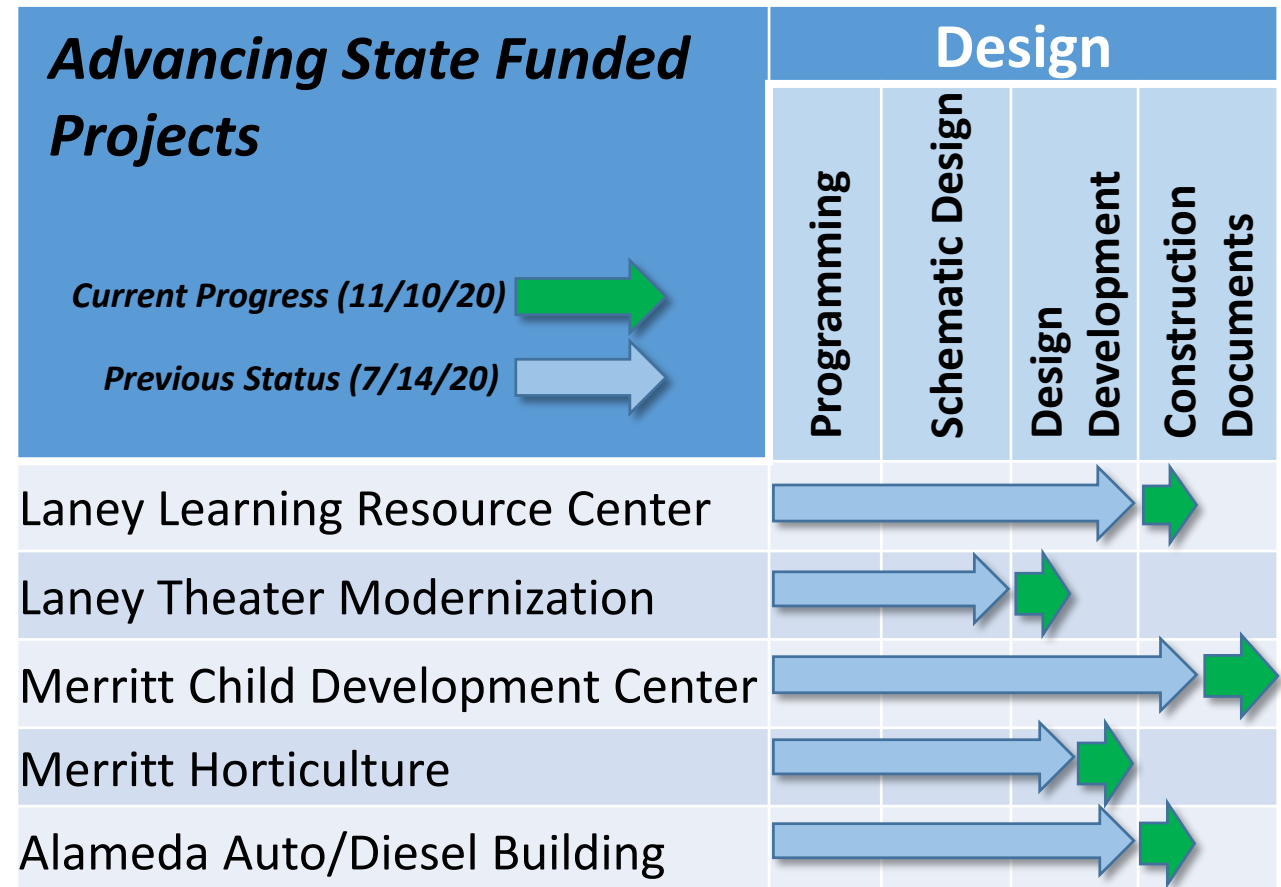 Advancing State Funded
Projects
Current Progress (11/10/20)
Previous Status (7/14/20)
Design
Programming
Schematic Design
Design
Development
Construction
Documents
Laney Learning Resource Center
Laney Theater Modernization
Merritt Child Development Center
Merritt Horticulture
Alameda Auto/Diesel Building